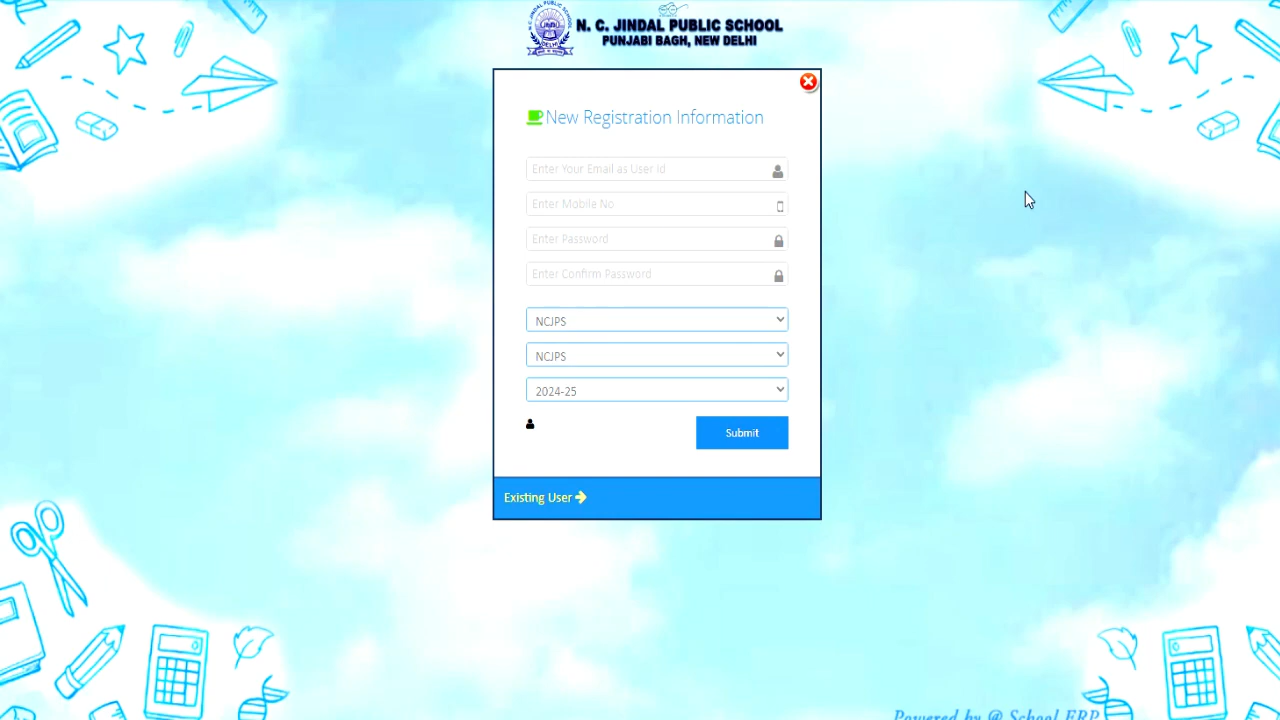 N. C. JINDAL PUBLIC SCHOOL
PUNJABI BAGH, NEW DELHI
New Registration Information
Enter Your Email as User id
Enter Mobile No
Enter Password
Enter Confirm Password
NCJPS
NCJPS
2024-25
Submit
Existing User
Powered by @ School ERP